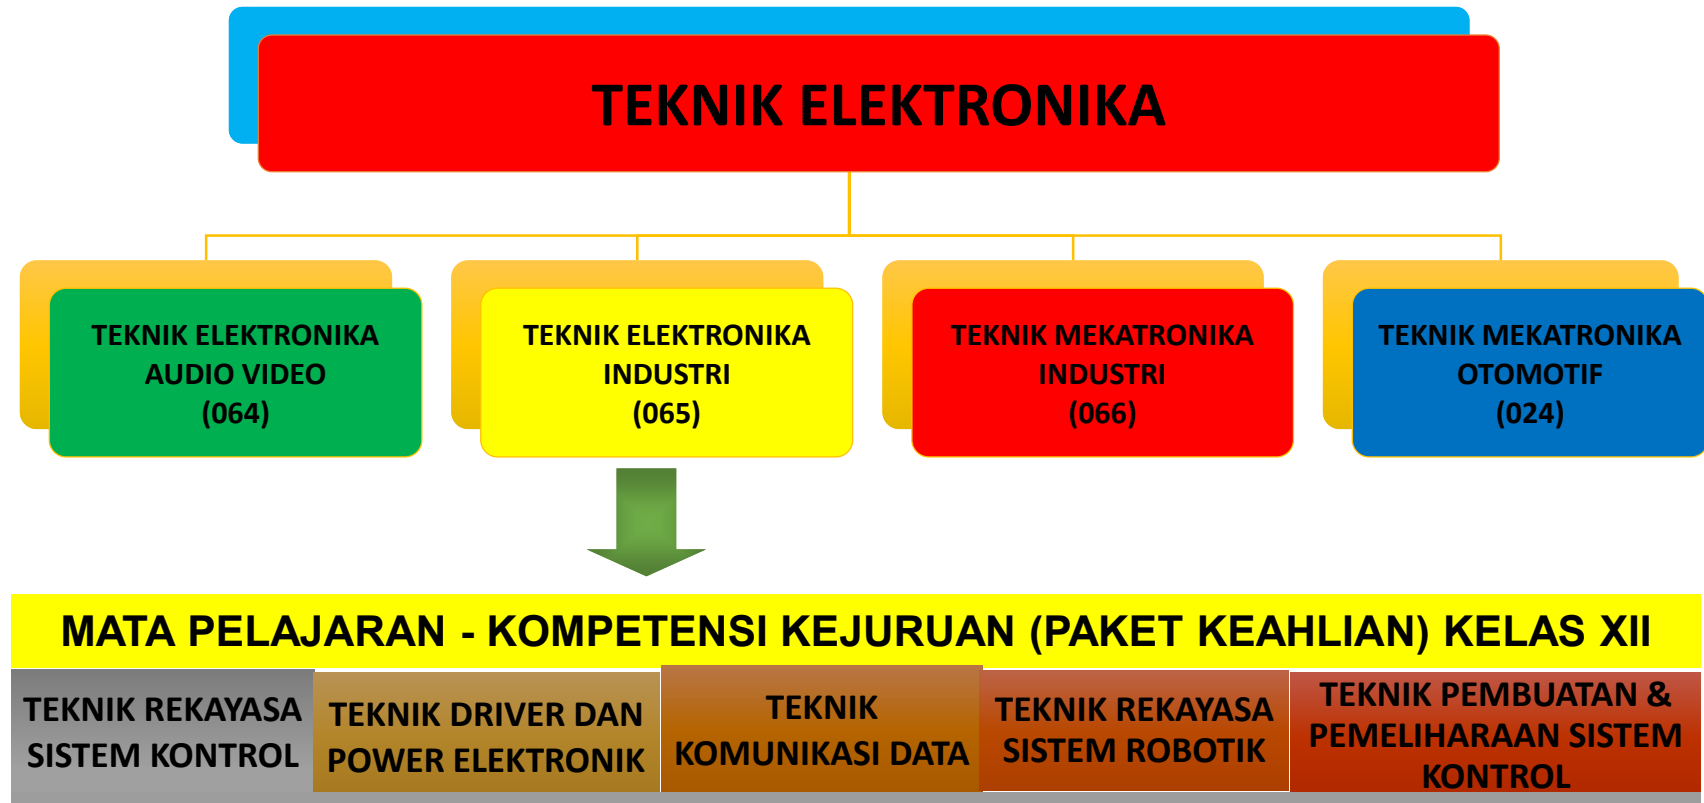 TEKNIK ELEKTRONIKA
TEKNIK ELEKTRONIKA
AUDIO VIDEO
(064)
TEKNIK ELEKTRONIKA
INDUSTRI
(065)
TEKNIK MEKATRONIKA
INDUSTRI
(066)
TEKNIK MEKATRONIKA
OTOMOTIF
(024)
MATA PELAJARAN - KOMPETENSI KEJURUAN (PAKET KEAHLIAN) KELAS XII
TEKNIK REKAYASA
SISTEM KONTROL
TEKNIK DRIVER DAN
POWER ELEKTRONIK
TEKNIK
KOMUNIKASI DATA
TEKNIK REKAYASA
SISTEM ROBOTIK
TEKNIK PEMBUATAN &
PEMELIHARAAN SISTEM
KONTROL